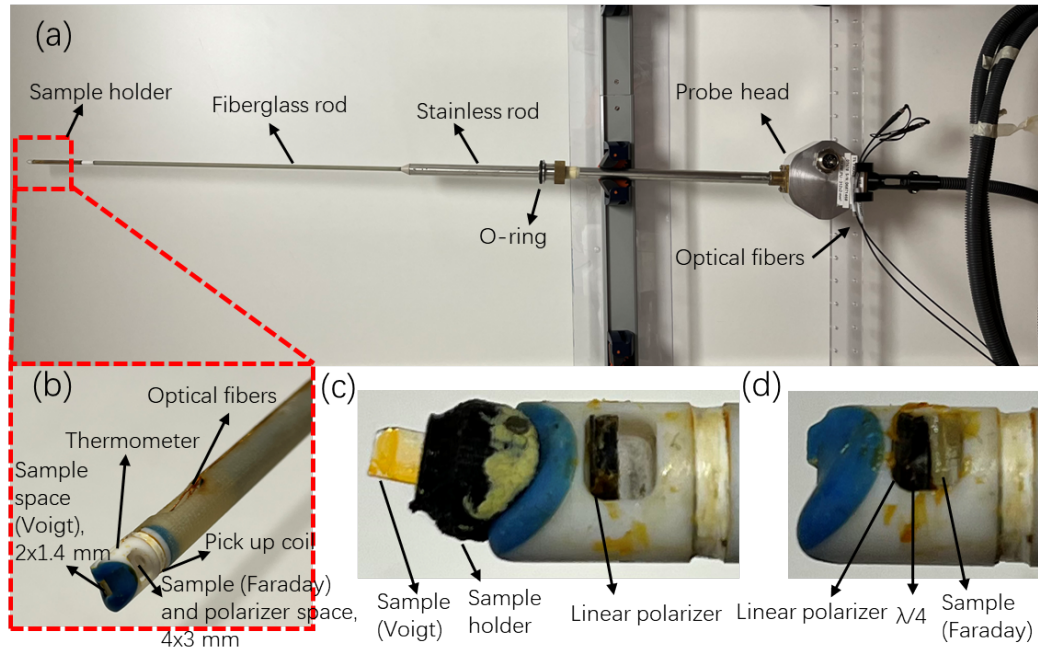 (a)
Sample holder
Fiberglass rod
Stainless rod
Probe head
O-ring
Optical fibers
(b)
Optical fibers
Thermometer
Sample
space
(Voigt),
2x1.4 mm
Pick up coil
Sample (Faraday)
and polarizer space,
4x3 mm
(c)
Sample
(Voigt)
Sample
holder
Linear polarizer
(d)
Linear polarizer
λ/4
Sample
(Faraday)